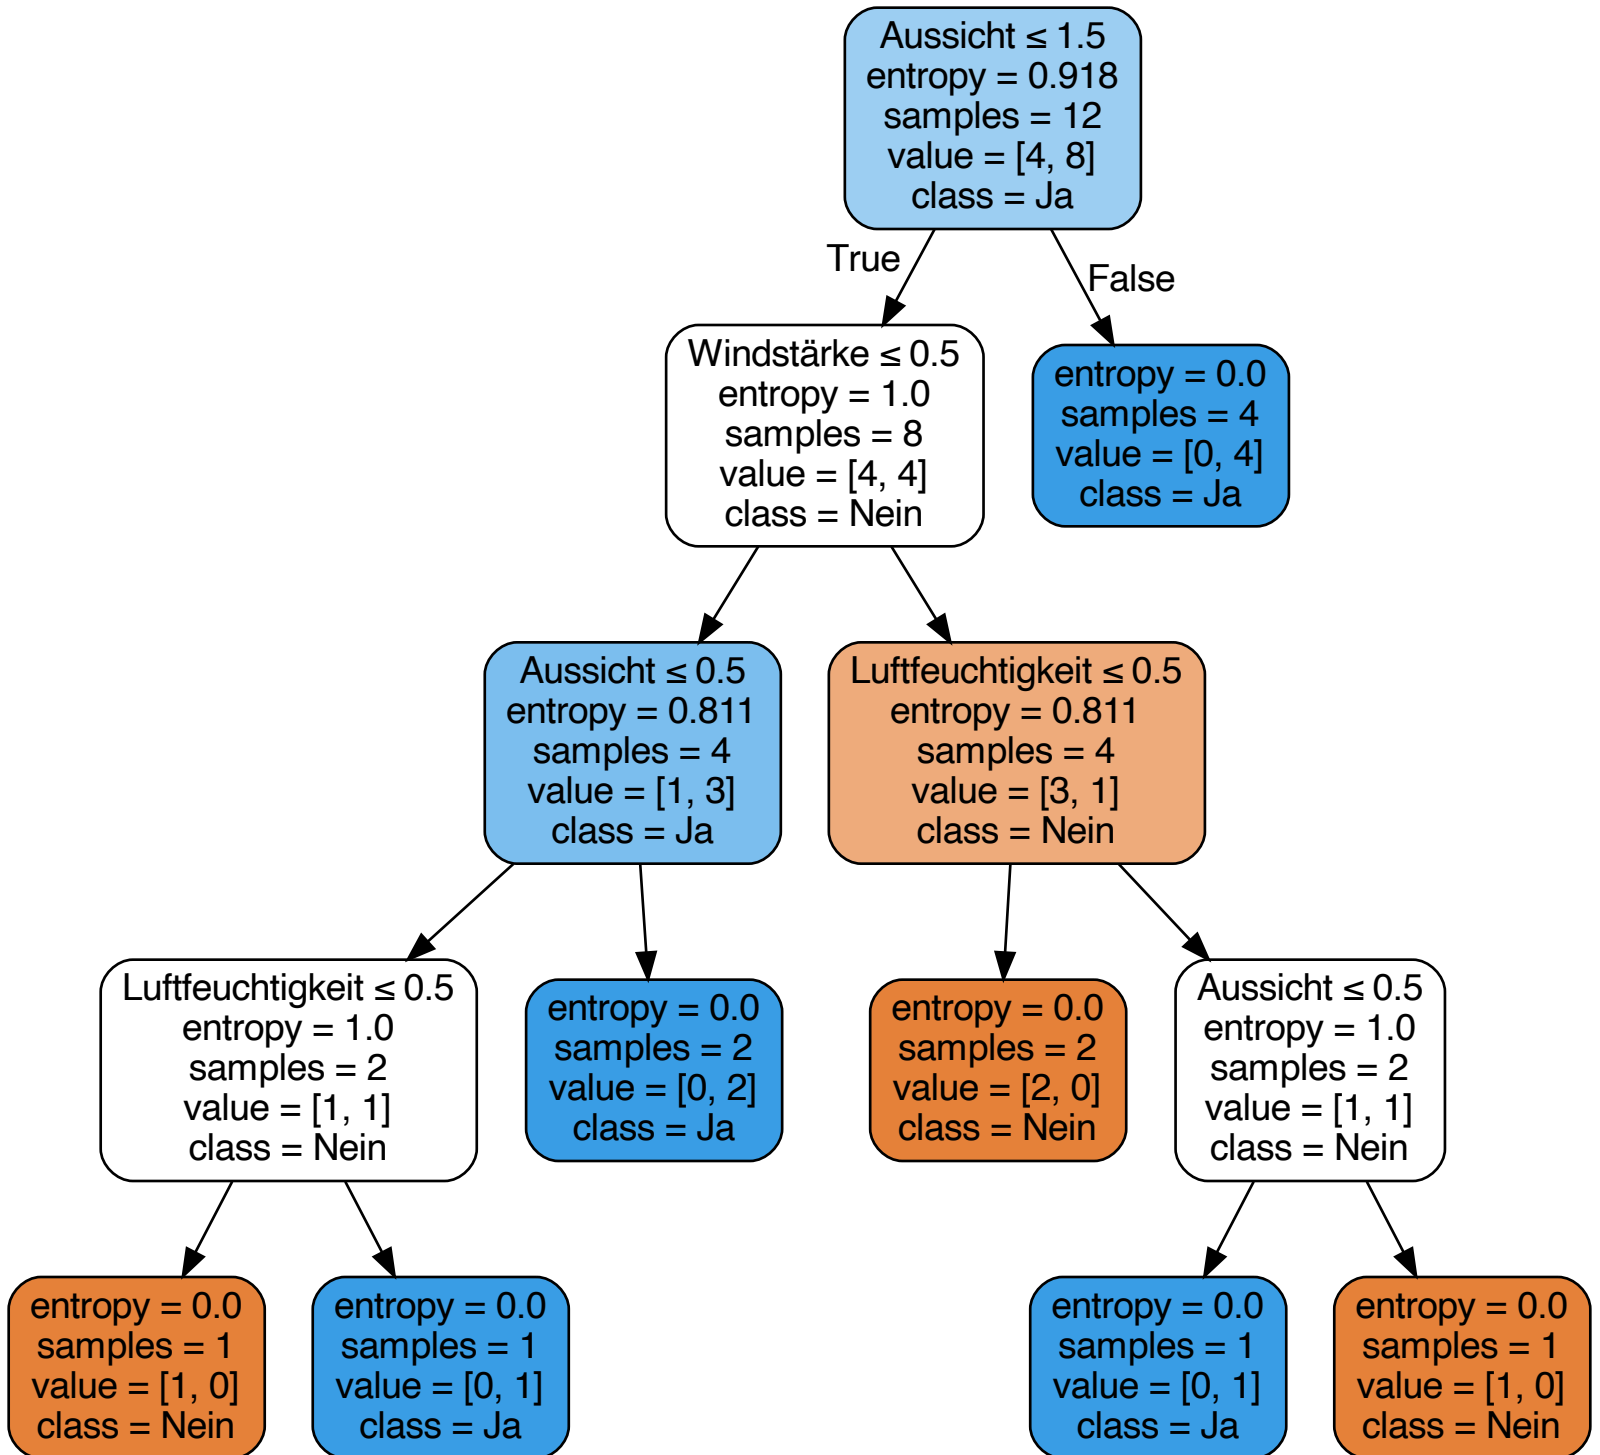 Aussicht ≤ 1.5
entropy = 0.918
samples = 12
value = [4, 8]
class = Ja
True
False
Windstärke ≤ 0.5
entropy = 1.0
samples = 8
value = [4, 4]
class = Nein
entropy = 0.0
samples = 4
value = [0, 4]
class = Ja
Aussicht ≤ 0.5
entropy = 0.811
samples = 4
value = [1, 3]
class = Ja
Luftfeuchtigkeit ≤ 0.5
entropy = 0.811
samples = 4
value = [3, 1]
class = Nein
Luftfeuchtigkeit ≤ 0.5
entropy = 1.0
samples = 2
value = [1, 1]
class = Nein
entropy = 0.0
samples = 2
value = [0, 2]
class = Ja
entropy = 0.0
samples = 2
value = [2, 0]
class = Nein
Aussicht ≤ 0.5
entropy = 1.0
samples = 2
value = [1, 1]
class = Nein
entropy = 0.0
samples = 1
value = [1, 0]
class = Nein
entropy = 0.0
samples = 1
value = [0, 1]
class = Ja
entropy = 0.0
samples = 1
value = [0, 1]
class = Ja
entropy = 0.0
samples = 1
value = [1, 0]
class = Nein